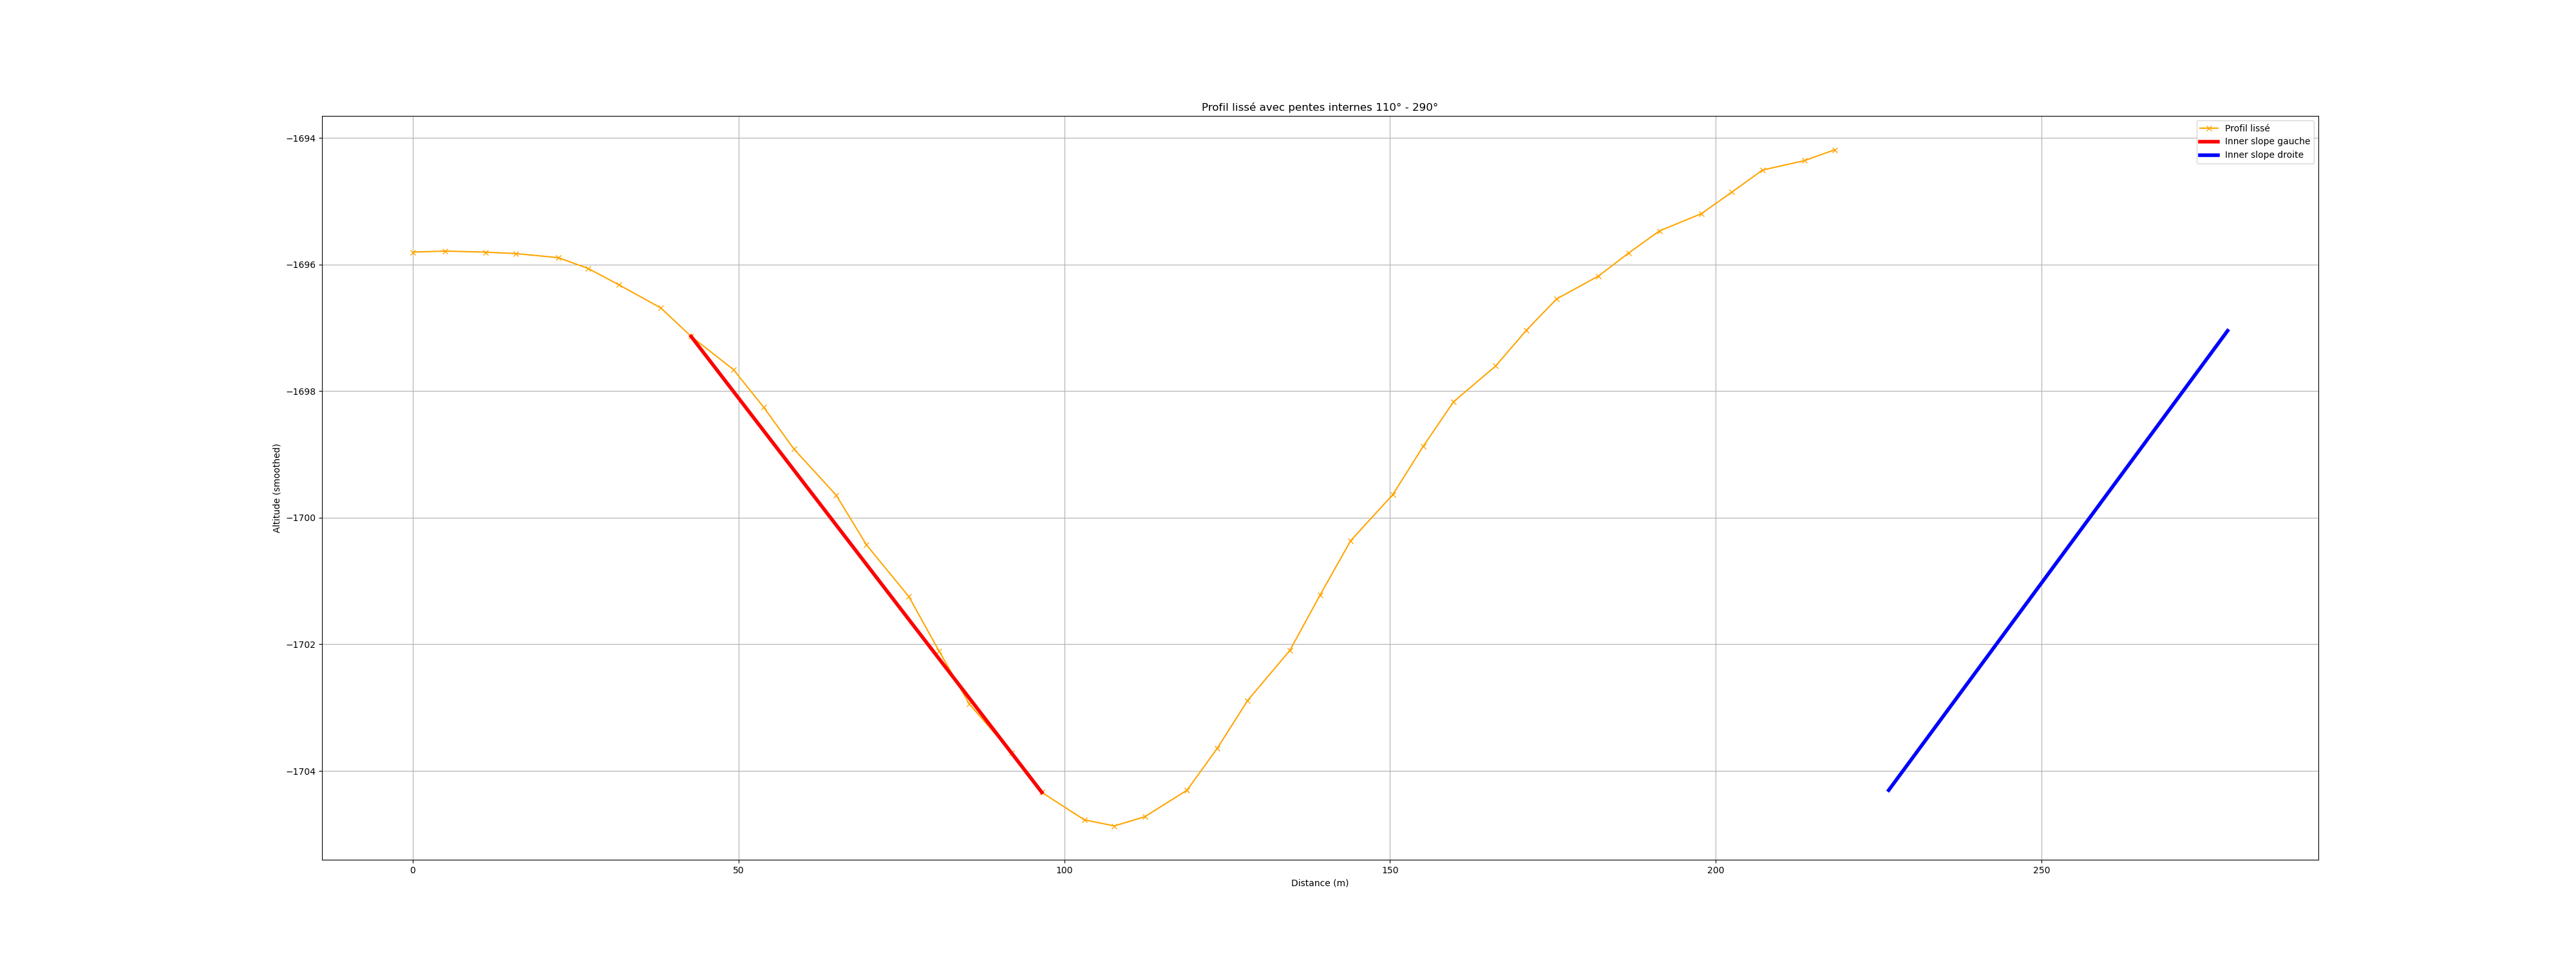 Profil lissé avec pentes internes 110° - 290°
Profil lissé
Inner slope gauche
Inner slope droite
Altitude (smoothed)
−1694
−1696
−1698
−1700
−1702
−1704
0
50
100
150
200
250
Distance (m)